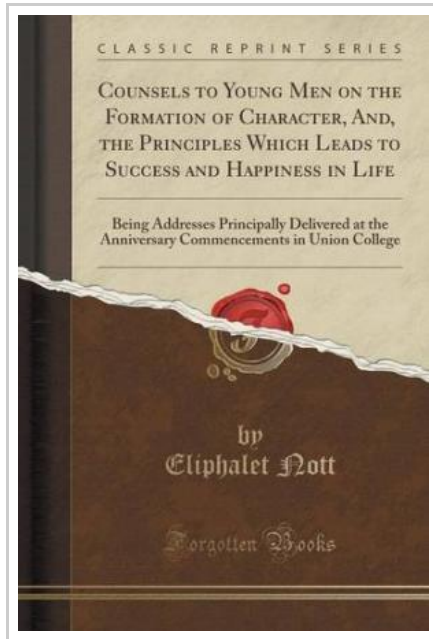 CLASSIC REPRINT SERIES
COUNSELS TO YOUNG MEN ON THE
FORMATION OF CHARACTER, AND,
THE PRINCIPLES WHICH LEADS TO
SUCCESS AND HAPPINESS IN LIFE
Being Addresses Principally Delivered at the
Anniversary Commencements in Union College
by
Eliphalet Nott
Forgotten Books